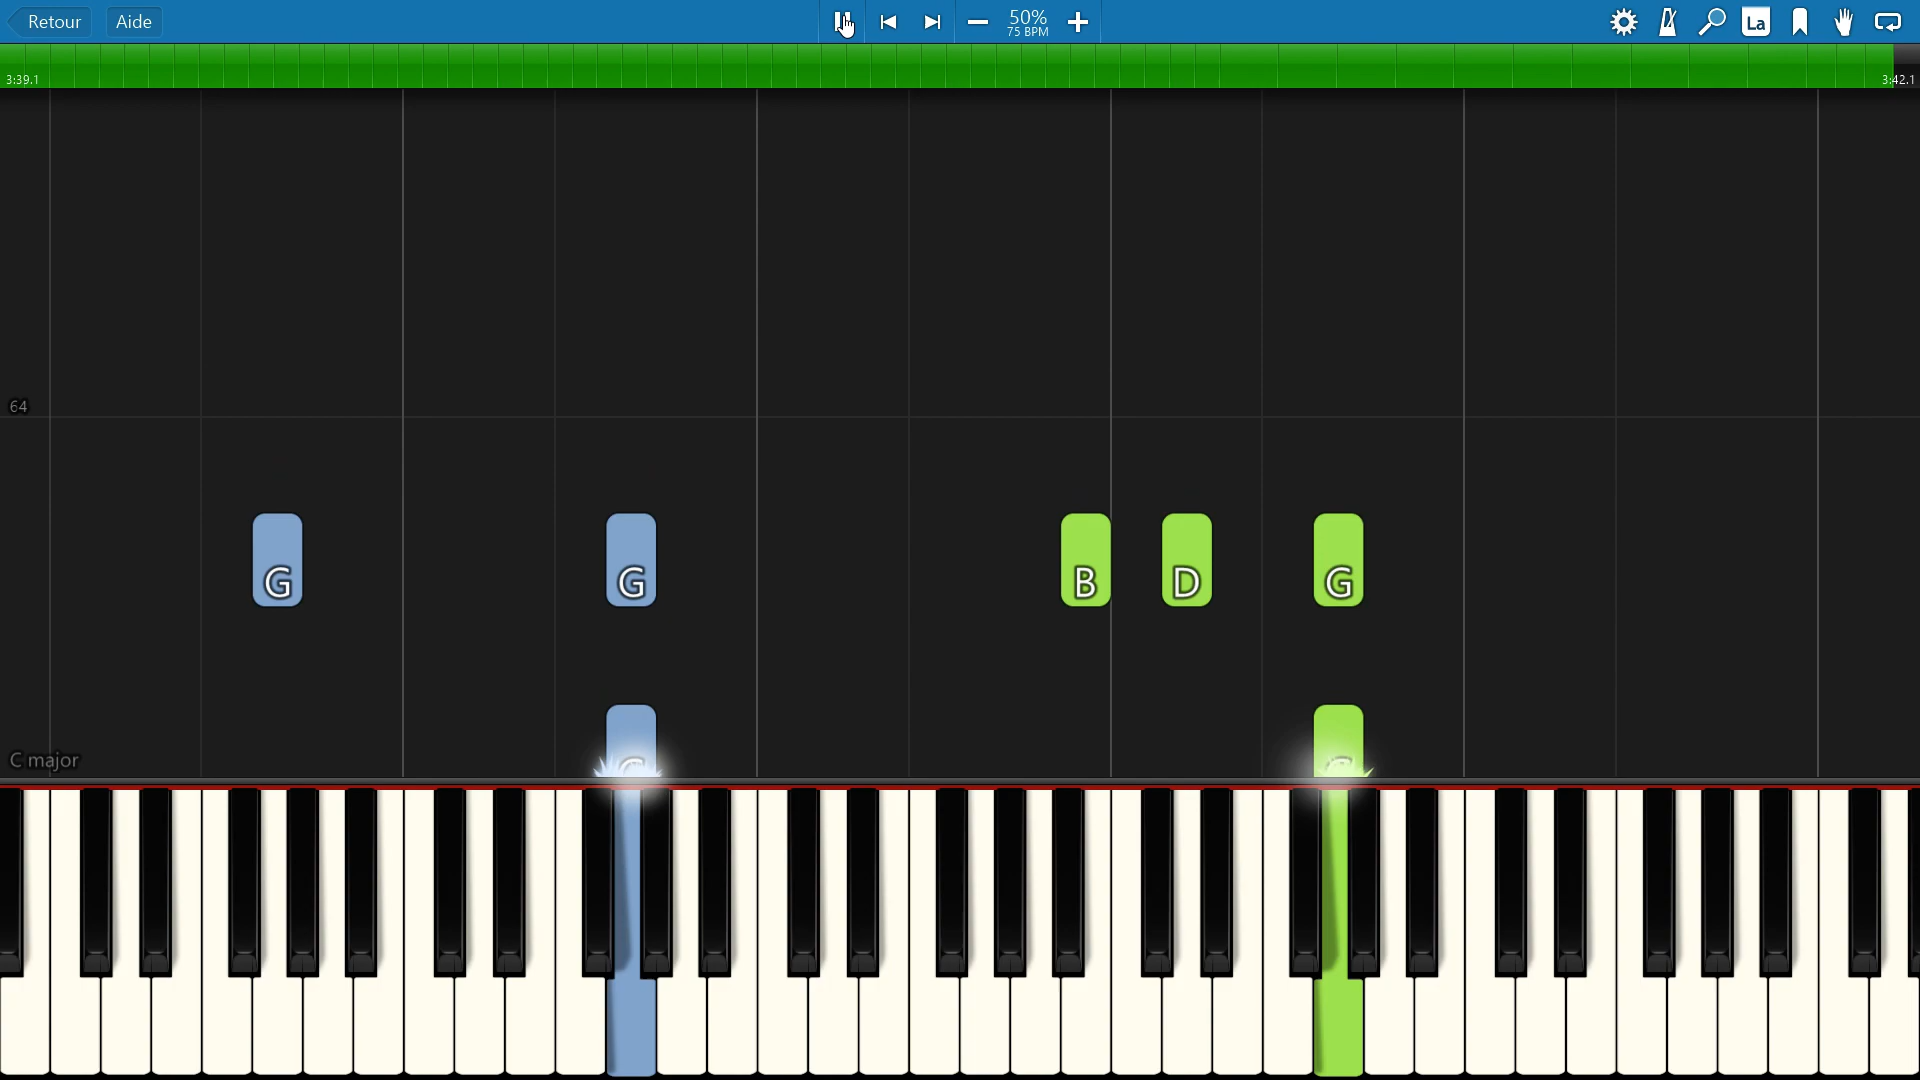 Retour
Aide
50%
75 BPM
La
3:39.1
3:42.1
64
G
G
B
D
G
C major